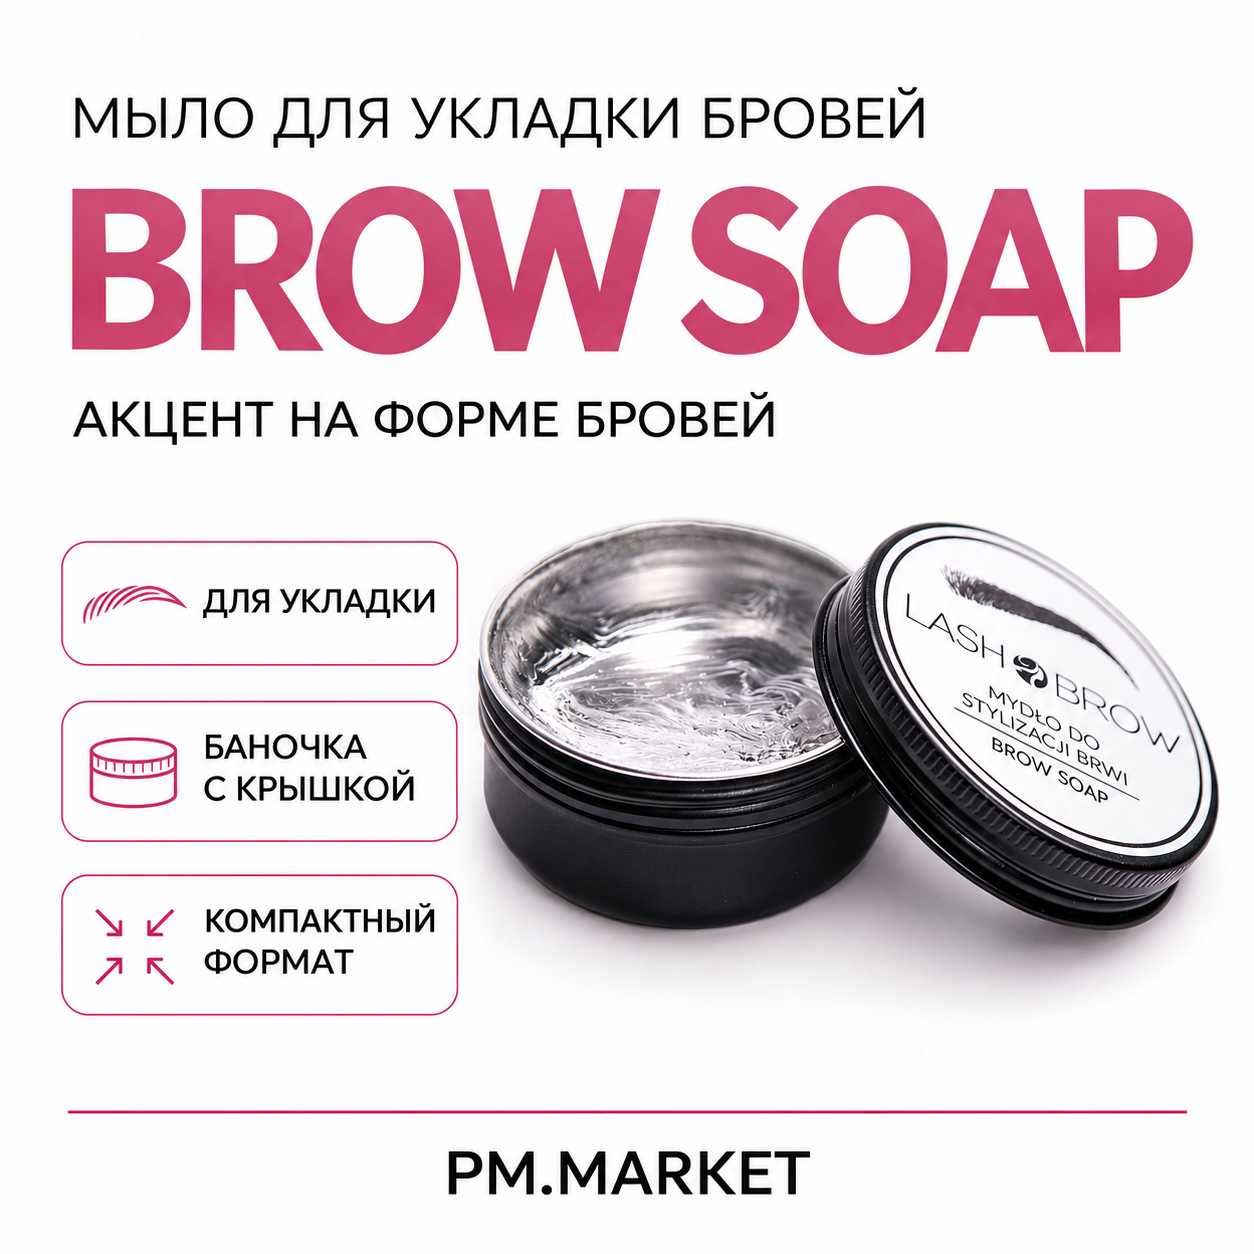 МЫЛО ДЛЯ УКЛАДКИ БРОВЕЙ
BROW SOAP
АКЦЕНТ НА ФОРМЕ БРОВЕЙ
ДЛЯ УКЛАДКИ
БАНОЧКА
С КРЫШКОЙ
КОМПАКТНЫЙ
ФОРМАТ
LASH BROW
MYDŁO DO
STYLIZACJI BRWI
BROW SOAP
PM.MARKET